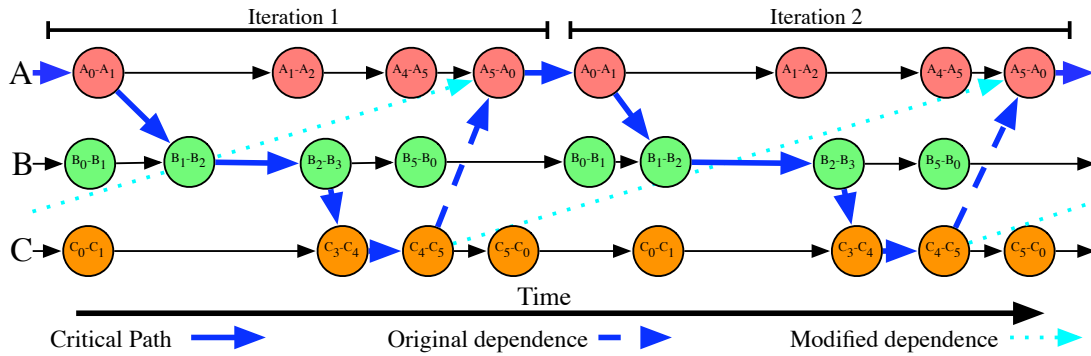 Iteration 1 Iteration 2
A A₀-A₁ A₁-A₂ A₄-A₅ A₅-A₀ A₀-A₁ A₁-A₂ A₄-A₅ A₅-A₀
B B₀-B₁ B₁-B₂ B₂-B₃ B₅-B₀ B₀-B₁ B₁-B₂ B₂-B₃ B₅-B₀
C C₀-C₁ C₃-C₄ C₄-C₅ C₅-C₀ C₀-C₁ C₃-C₄ C₄-C₅ C₅-C₀
Time
Critical Path Original dependence Modified dependence